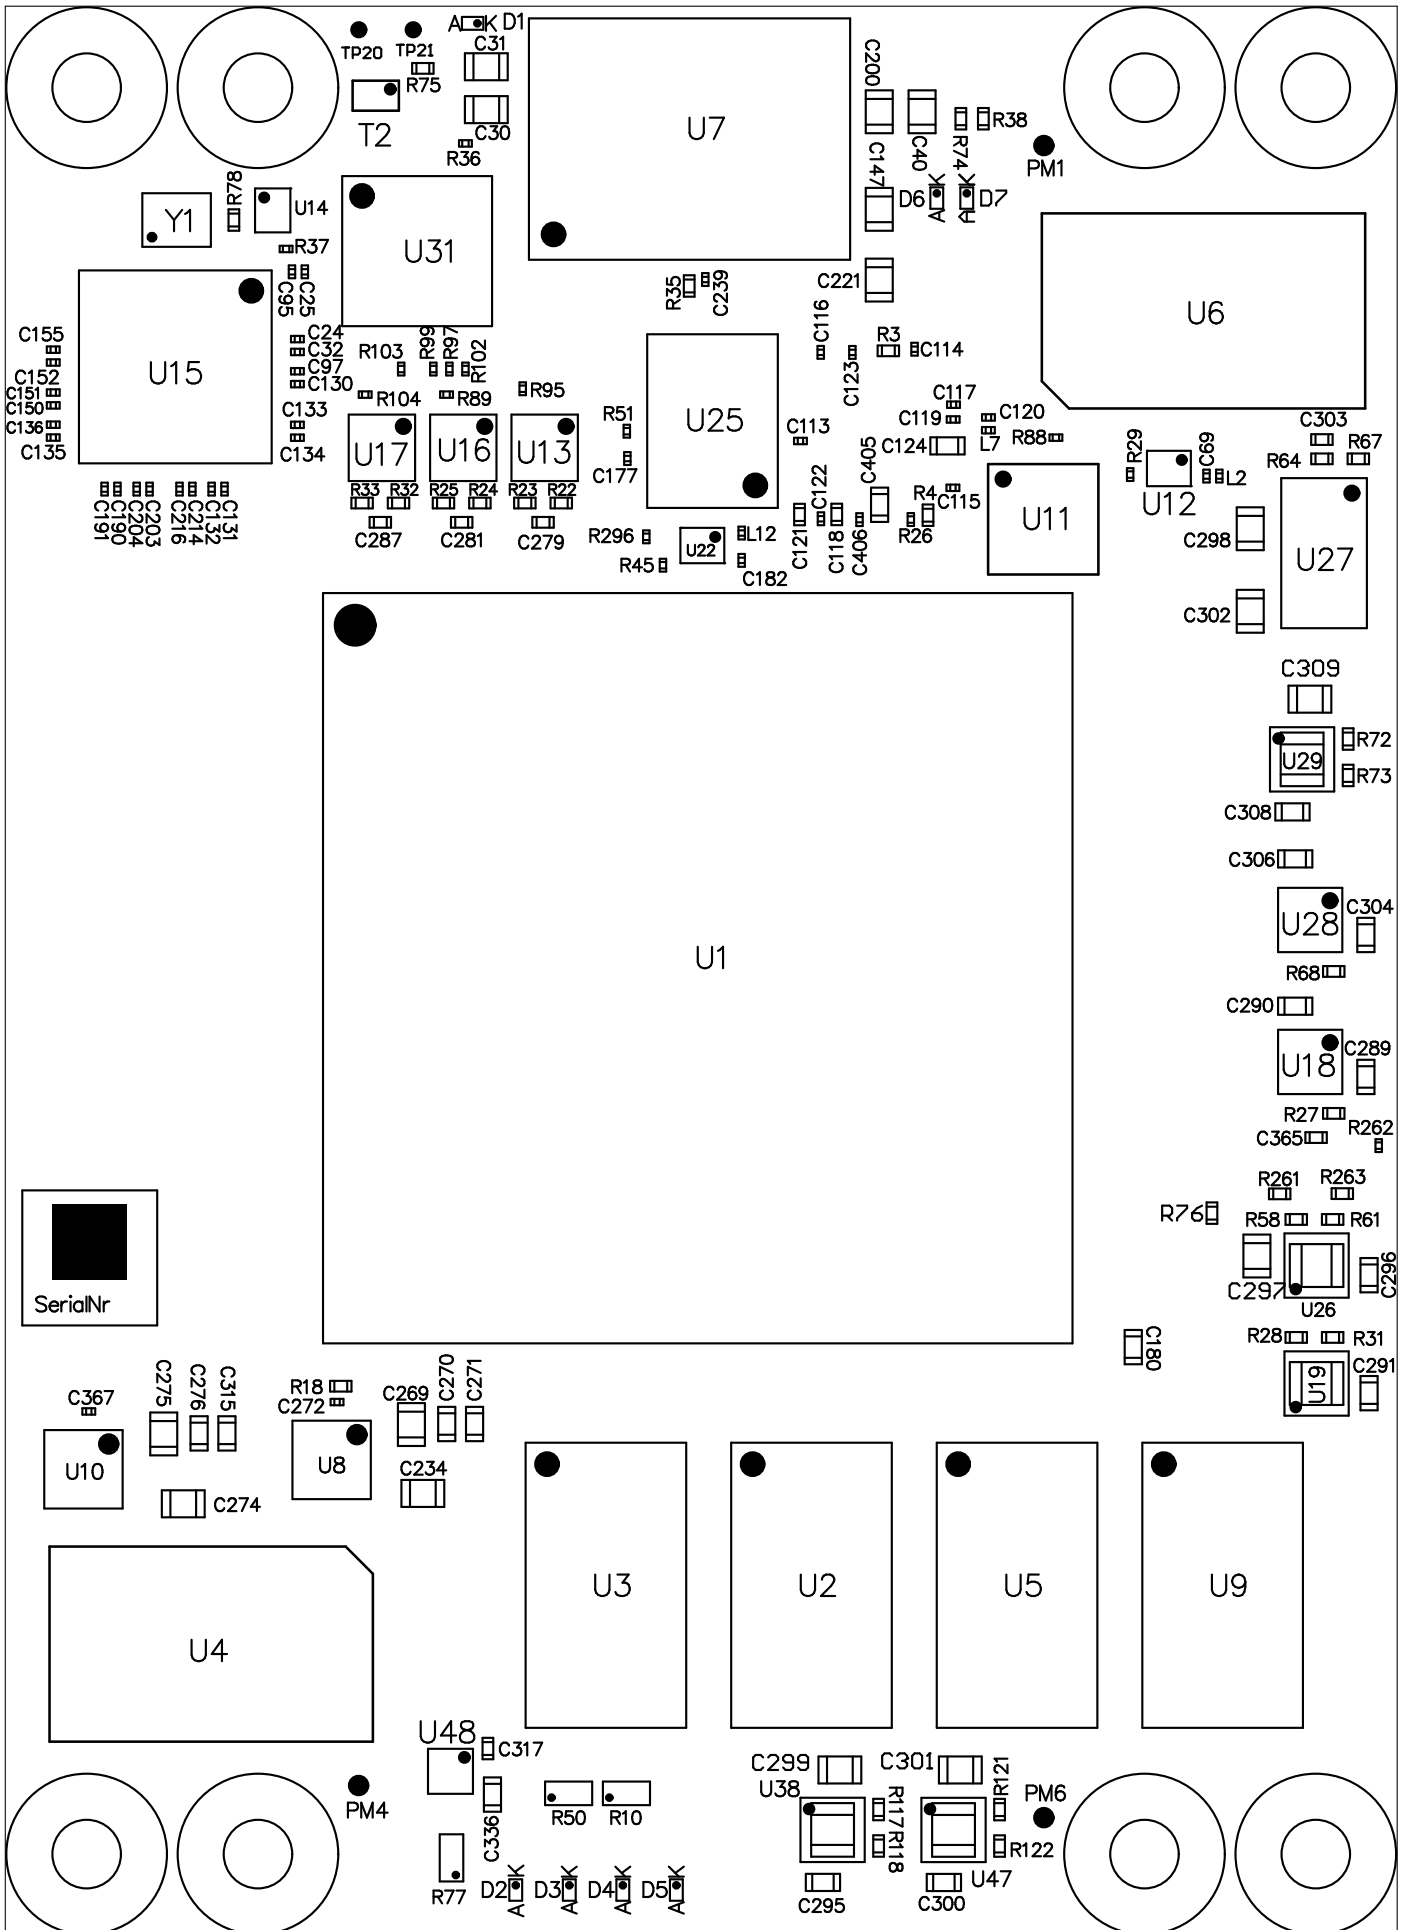 A K D1
TP20 TP21
C31
R75
C200
T2
C30
U7
C40
R74
R38
R36
PM1
C147
R78
U14
D6 A K
A K D7
Y1
R37
U31
C95
C25
R35
C239
C221
U6
C155
C24
C32
C116
R3
C114
C152
U15
C97
C130
R103
R99
R97
R102
C123
C151
C150
R104
R89
R95
C117
C136
C135
C133
C134
R51
U25
C113
C119
C120
L7
R88
C303
U17
U16
U13
C124
C405
R64
R67
C177
R29
C69
L2
R33 R32 R25 R24 R23 R22
C122
R4
C115
U12
C191
C190
C204
C203
C216
C214
C132
C131
C287
C281
C279
R296
U22
L12
C121
C118
C406
R26
U11
C298
U27
R45
C182
C302
C309
R72
U29
R73
C308
C306
U28
C304
U1
R68
C290
U18
C289
R27
C365
R262
R261
R263
R76
R58
R61
C297
C296
SerialNr
U26
C180
R28
R31
C291
U19
C275
C276
C315
R18
C269
C270
C271
C367
C272
U10
U8
C234
C274
U3
U2
U5
U9
U4
U48
C317
C299
C301
U38
R121
PM4
C336
R50
R10
R117
PM6
R118
R122
R77
D2 A K
D3 A K
D4 A K
D5 A K
U47
C295
C300